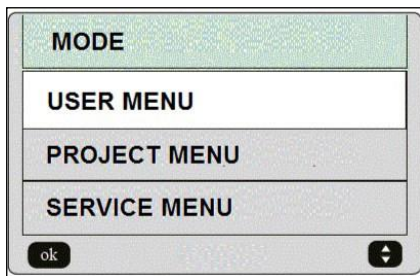 MODE
USER MENU
PROJECT MENU
SERVICE MENU
ok